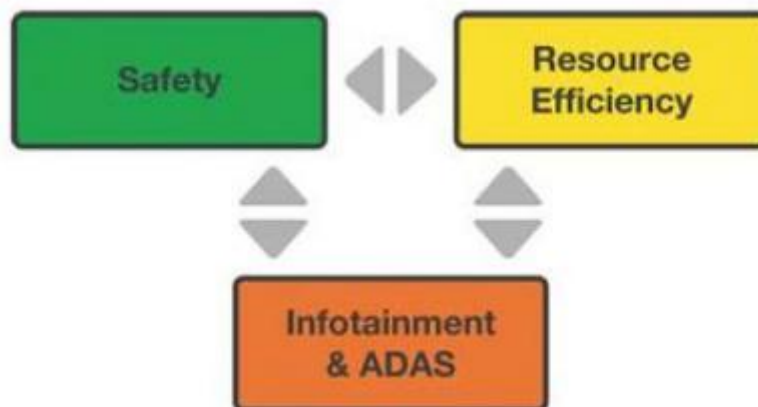 Safety
Resource
Efficiency
Infotainment
& ADAS